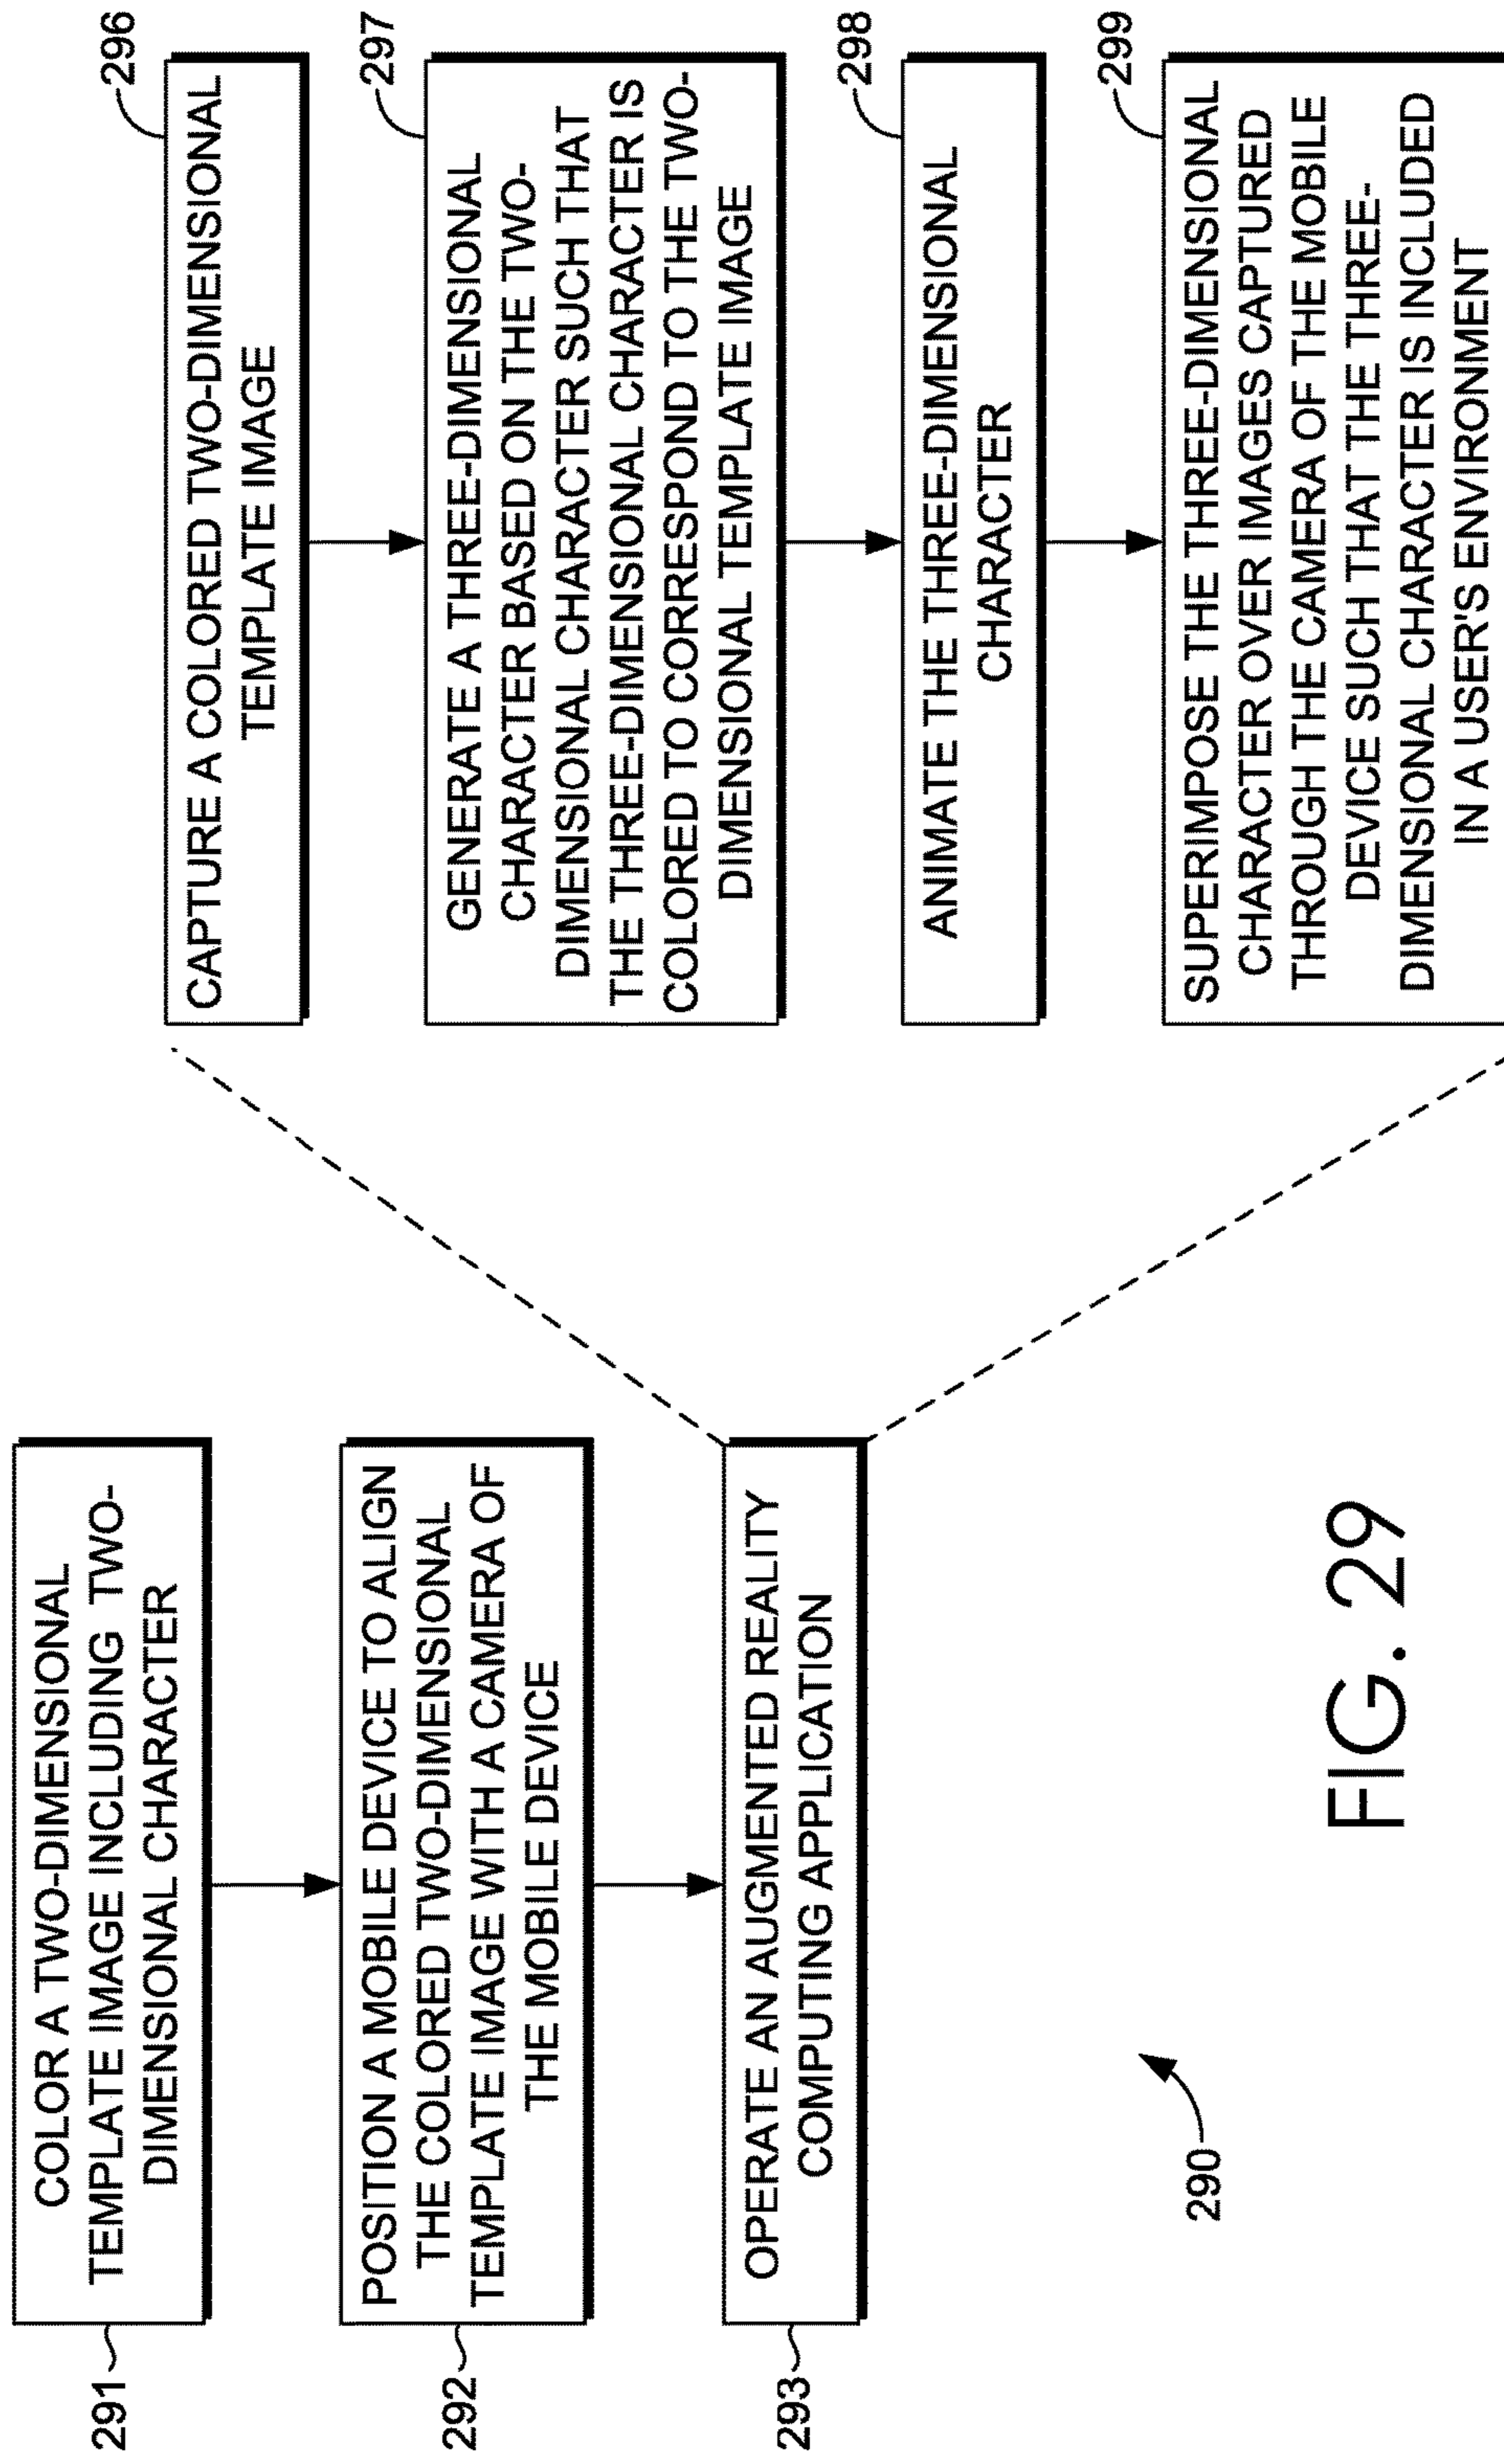 291
COLOR A TWO-DIMENSIONAL
TEMPLATE IMAGE INCLUDING TWO-
DIMENSIONAL CHARACTER
292
POSITION A MOBILE DEVICE TO ALIGN
THE COLORED TWO-DIMENSIONAL
TEMPLATE IMAGE WITH A CAMERA OF
THE MOBILE DEVICE
293
OPERATE AN AUGMENTED REALITY
COMPUTING APPLICATION
296
CAPTURE A COLORED TWO-DIMENSIONAL
TEMPLATE IMAGE
297
GENERATE A THREE-DIMENSIONAL
CHARACTER BASED ON THE TWO-
DIMENSIONAL CHARACTER SUCH THAT
THE THREE-DIMENSIONAL CHARACTER IS
COLORED TO CORRESPOND TO THE TWO-
DIMENSIONAL TEMPLATE IMAGE
298
ANIMATE THE THREE-DIMENSIONAL
CHARACTER
299
SUPERIMPOSE THE THREE-DIMENSIONAL
CHARACTER OVER IMAGES CAPTURED
THROUGH THE CAMERA OF THE MOBILE
DEVICE SUCH THAT THE THREE-
DIMENSIONAL CHARACTER IS INCLUDED
IN A USER'S ENVIRONMENT
290
FIG. 29